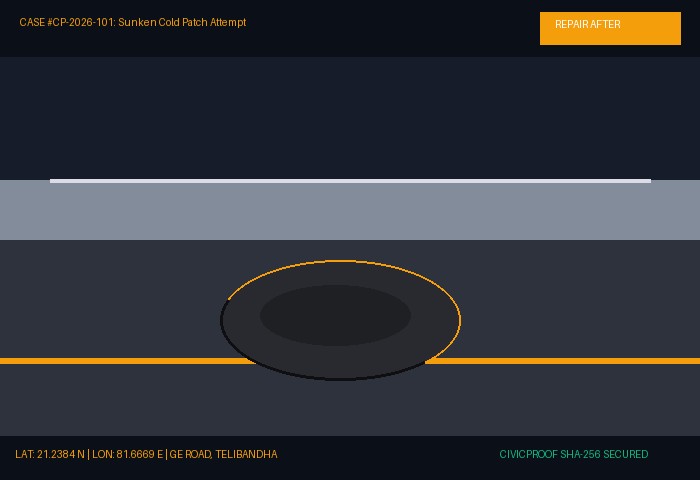 CASE #CP-2026-101: Sunken Cold Patch Attempt
REPAIR AFTER
LAT: 21.2384 N | LON: 81.6669 E | GE ROAD, TELIBANDHA
CIVICPROOF SHA-256 SECURED